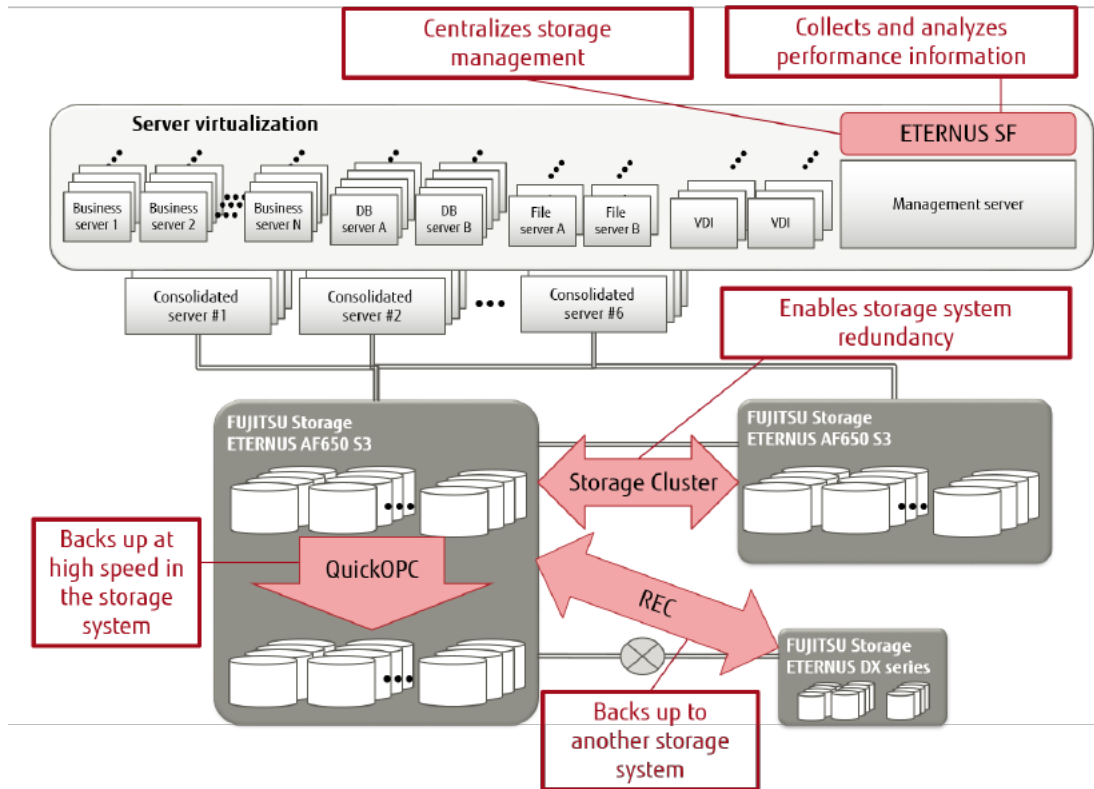 Centralizes storage
management
Collects and analyzes
performance information
Server virtualization
ETERNUS SF
Business
server 1
Business
server 2
Business
server N
DB
server A
DB
server B
File
server A
File
server B
VDI
VDI
Management server
Consolidated
server #1
Consolidated
server #2
Consolidated
server #6
Enables storage system
redundancy
FUJITSU Storage
ETERNUS AF650 S3
FUJITSU Storage
ETERNUS AF650 S3
Storage Cluster
Backs up at
high speed in
the storage
system
QuickOPC
REC
FUJITSU Storage
ETERNUS DX series
Backs up to
another storage
system